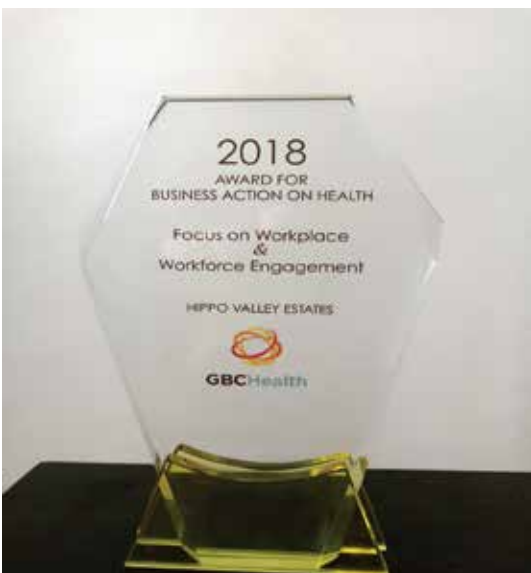 2018
AWARD FOR
BUSINESS ACTION ON HEALTH
Focus on Workplace
&
Workforce Engagement
HIPPO VALLEY ESTATES
GBCHealth